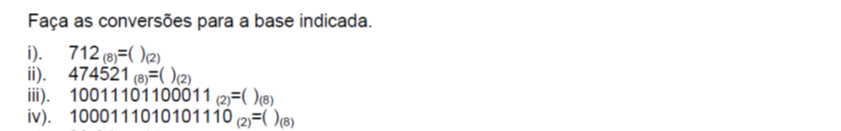 Faça as conversões para a base indicada.
i). 712 (8)=( )(2)
ii). 474521 (8)=( )(2)
iii). 10011101100011 (2)=( )(8)
iv). 1000111010101110 (2)=( )(8)